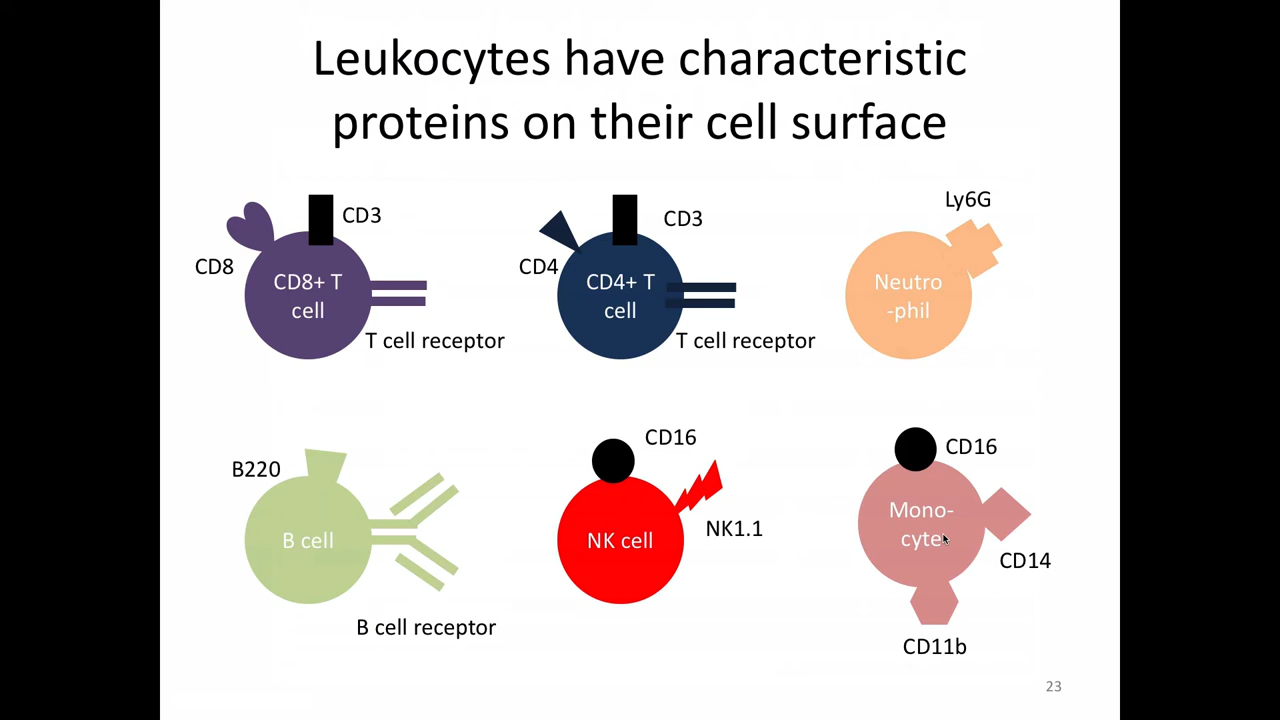 Leukocytes have characteristic
proteins on their cell surface
CD3
CD8
CD8+ T
cell
T cell receptor
CD3
CD4
CD4+ T
cell
T cell receptor
Ly6G
Neutro
-phil
B220
B cell
B cell receptor
CD16
NK cell
NK1.1
CD16
Mono-
cyte
CD14
CD11b
23